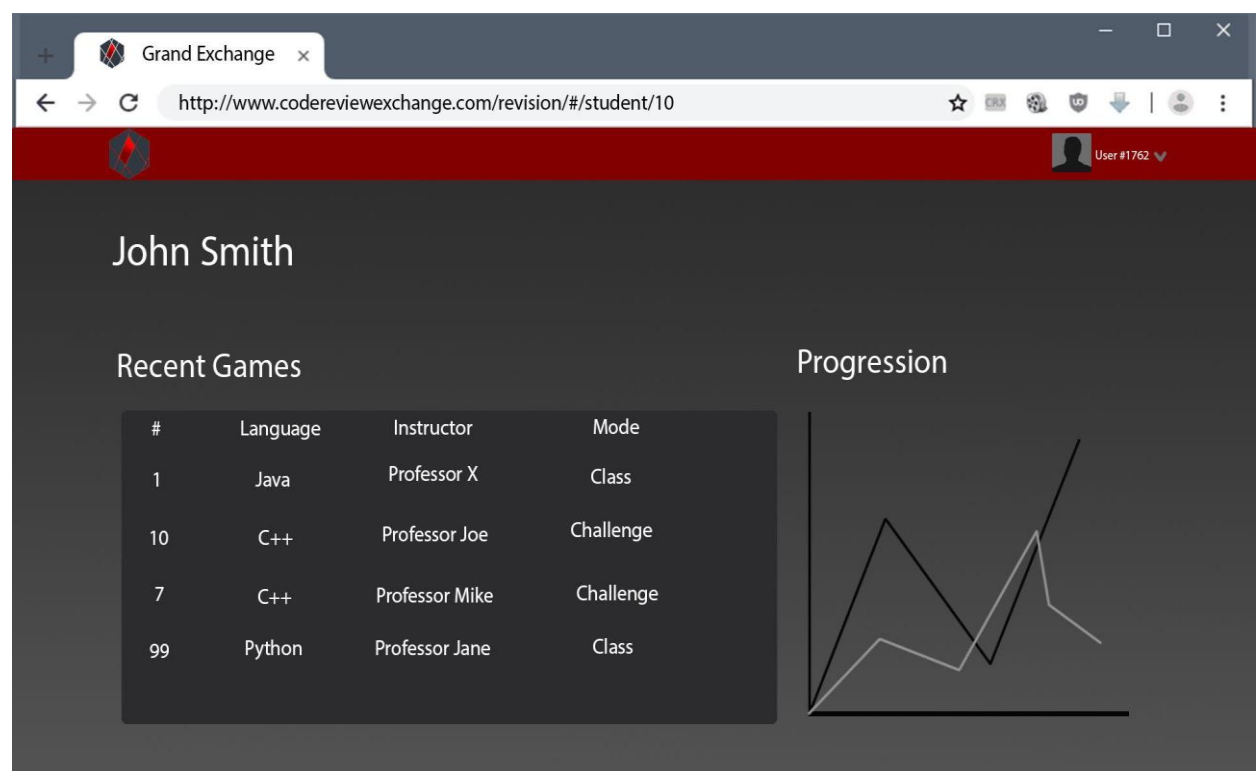 Grand Exchange
http://www.codereviewexchange.com/revision/#/student/10
CRX
User #1762
John Smith
Recent Games
Progression
# Language Instructor Mode
1 Java Professor X Class
10 C++ Professor Joe Challenge
7 C++ Professor Mike Challenge
99 Python Professor Jane Class